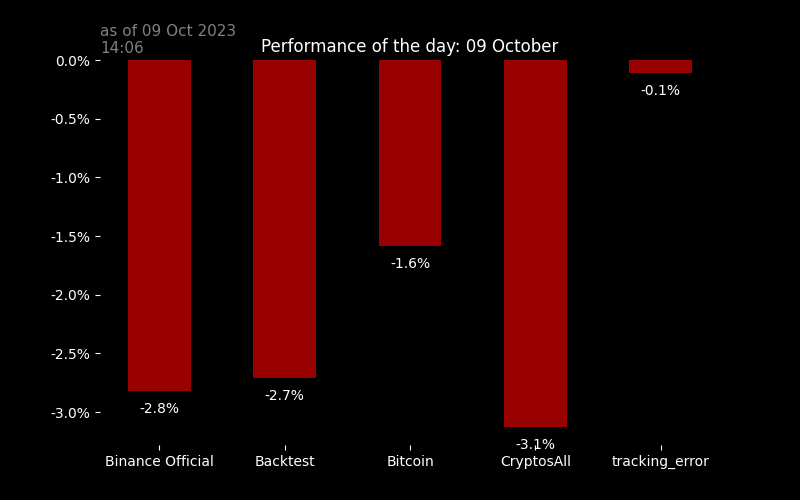 as of 09 Oct 2023
14:06
Performance of the day: 09 October
0.0%
-0.5%
-1.0%
-1.5%
-2.0%
-2.5%
-3.0%
-2.8%
-2.7%
-1.6%
-3.1%
-0.1%
Binance Official
Backtest
Bitcoin
CryptosAll
tracking_error